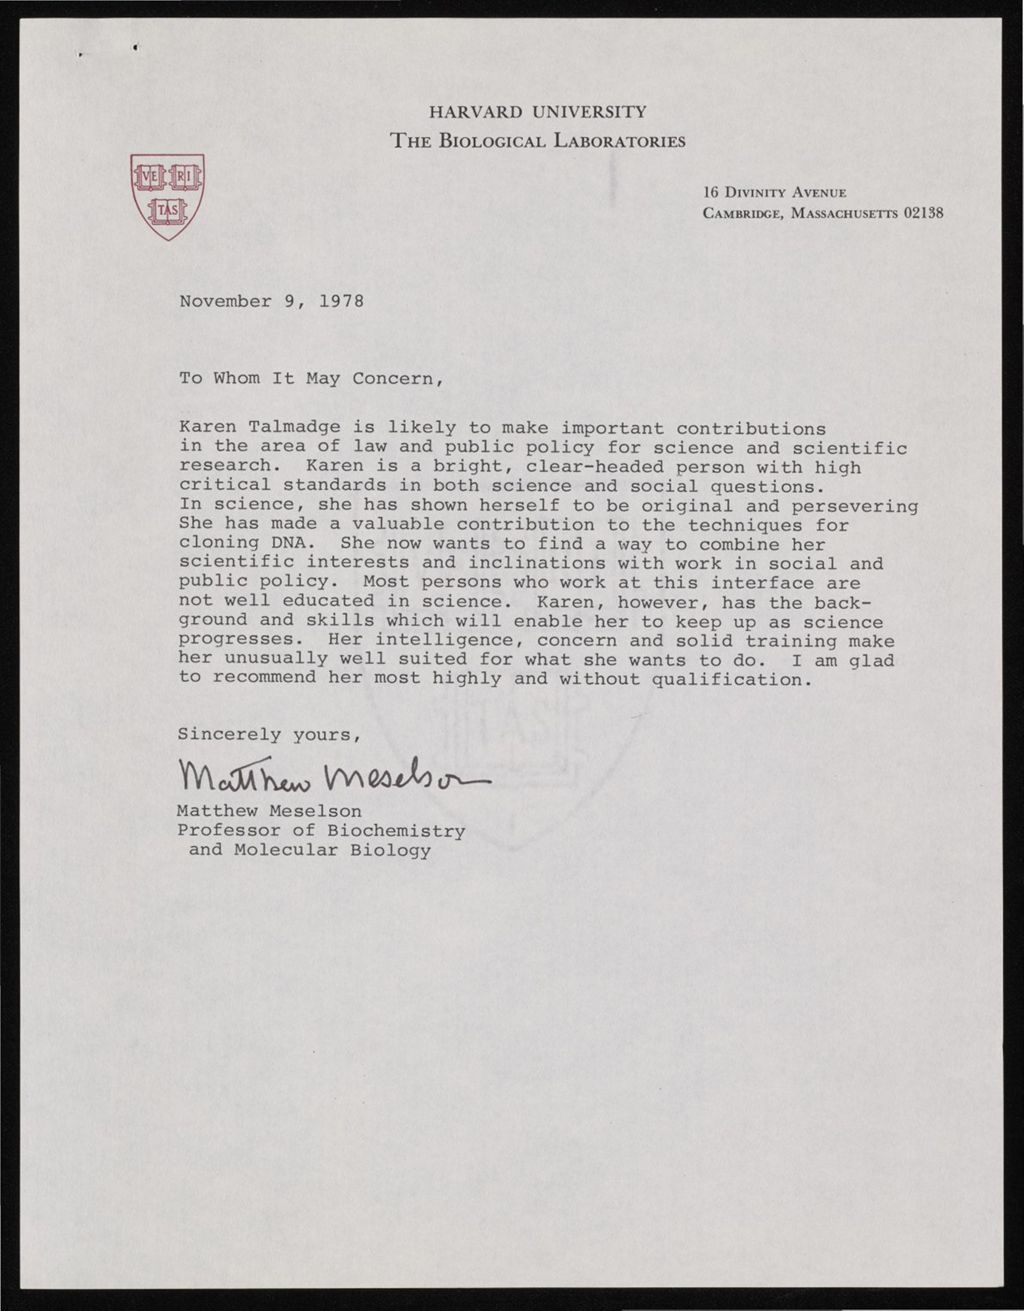 HARVARD UNIVERSITY
THE BIOLOGICAL LABORATORIES
VE RI
TAS
16 DIVINITY AVENUE
CAMBRIDGE, MASSACHUSETTS 02138
November 9, 1978
To Whom It May Concern,
Karen Talmadge is likely to make important contributions
in the area of law and public policy for science and scientific
research.  Karen is a bright, clear-headed person with high
critical standards in both science and social questions.
In science, she has shown herself to be original and persevering
She has made a valuable contribution to the techniques for
cloning DNA.  She now wants to find a way to combine her
scientific interests and inclinations with work in social and
public policy.  Most persons who work at this interface are
not well educated in science.  Karen, however, has the back-
ground and skills which will enable her to keep up as science
progresses.  Her intelligence, concern and solid training make
her unusually well suited for what she wants to do.  I am glad
to recommend her most highly and without qualification.
Sincerely yours,
Matthew Meselson
Matthew Meselson
Professor of Biochemistry
and Molecular Biology